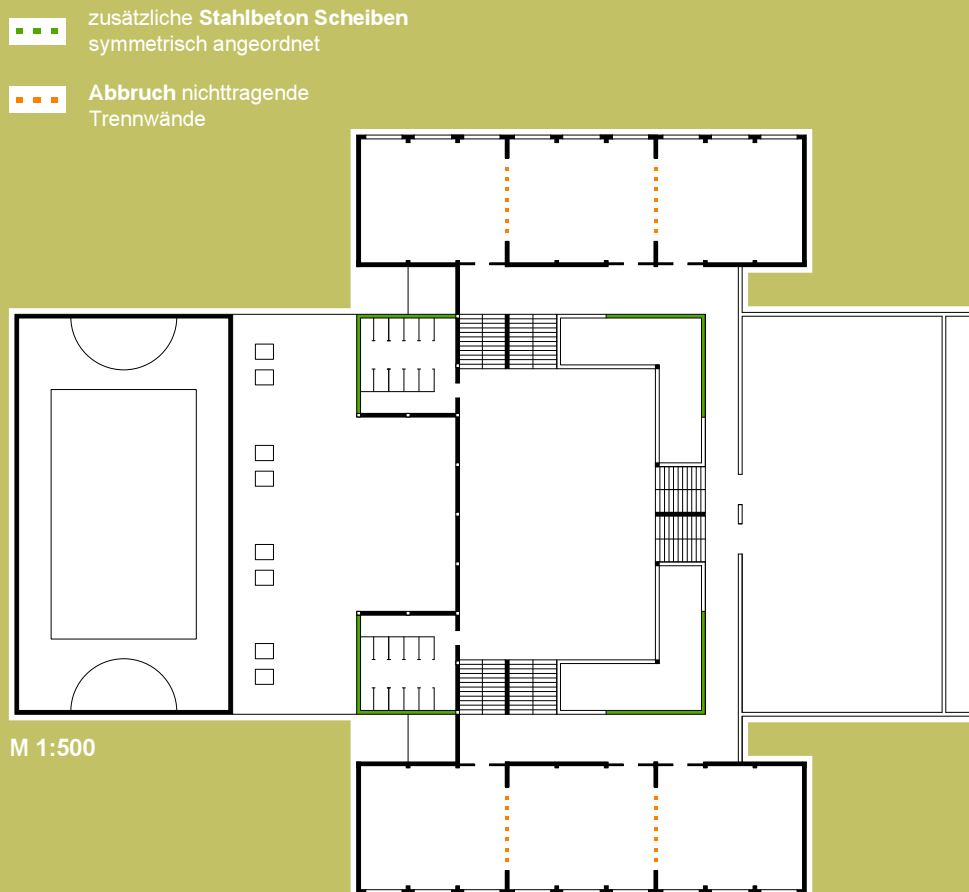 zusätzliche Stahlbeton Scheiben
symmetrisch angeordnet
Abbruch nichttragende
Trennwände
M 1:500